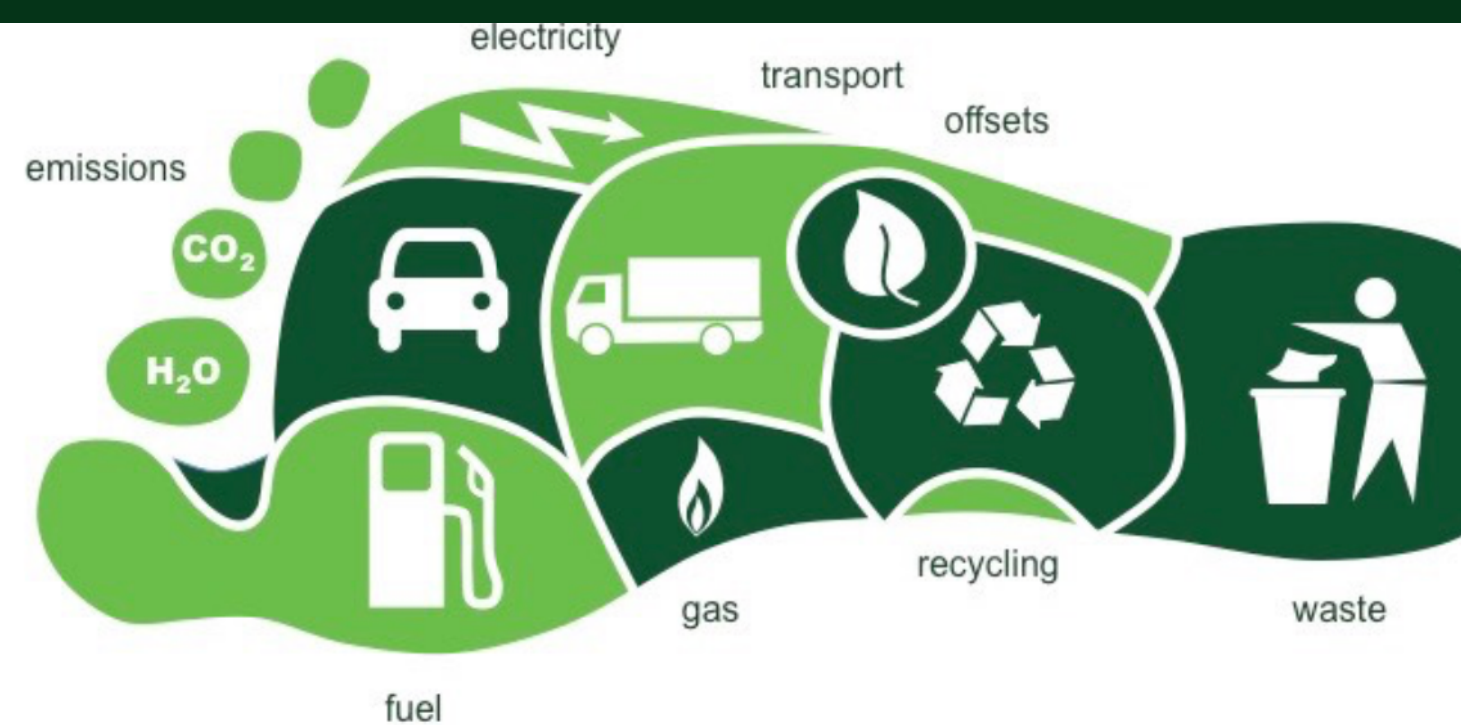 electricity
transport
offsets
emissions
CO₂
H₂O
recycling
gas
waste
fuel